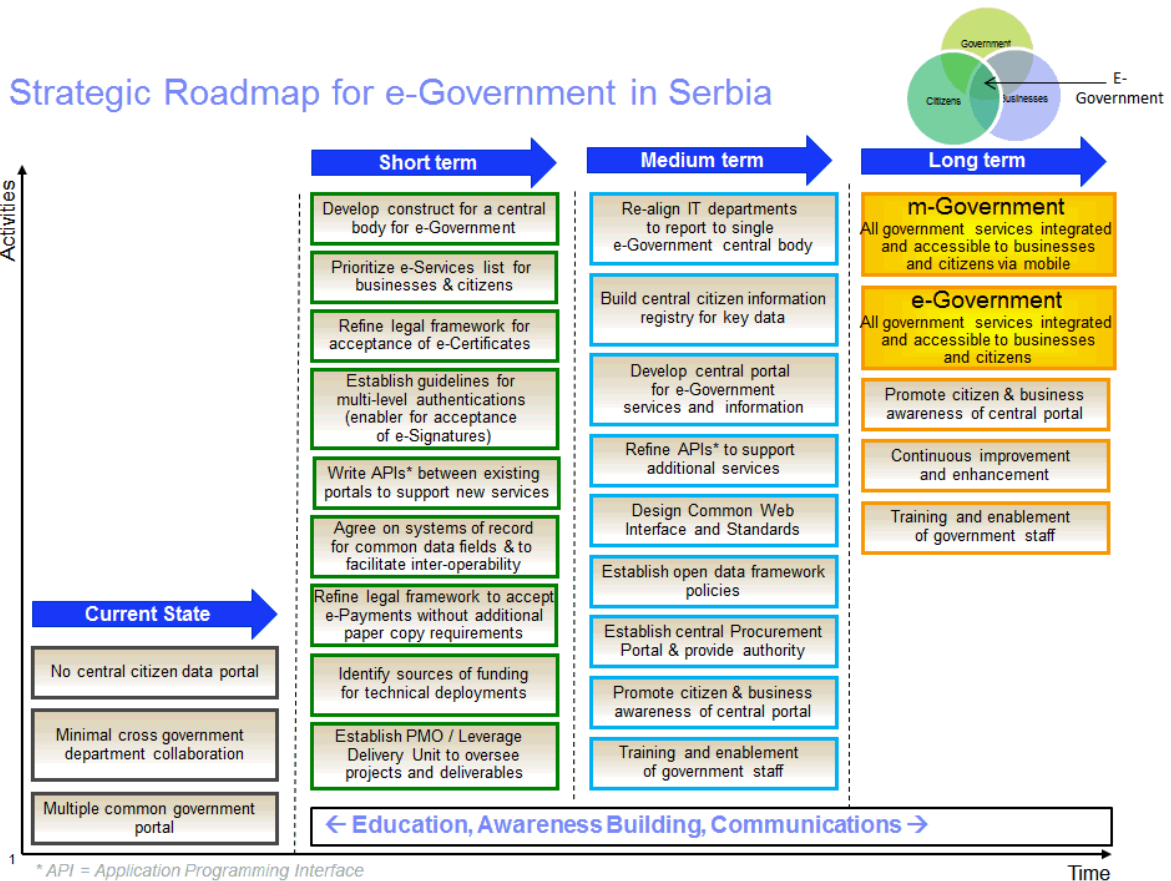 Government
Citizens
Businesses
E-
Government
Strategic Roadmap for e-Government in Serbia
Activities
Short term
Develop construct for a central
body for e-Government
Prioritize e-Services list for
businesses & citizens
Refine legal framework for
acceptance of e-Certificates
Establish guidelines for
multi-level authentications
(enabler for acceptance
of e-Signatures)
Write APIs* between existing
portals to support new services
Agree on systems of record
for common data fields & to
facilitate inter-operability
Refine legal framework to accept
e-Payments without additional
paper copy requirements
Identify sources of funding
for technical deployments
Establish PMO / Leverage
Delivery Unit to oversee
projects and deliverables
Medium term
Re-align IT departments
to report to single
e-Government central body
Build central citizen information
registry for key data
Develop central portal
for e-Government
services and information
Refine APIs* to support
additional services
Design Common Web
Interface and Standards
Establish open data framework
policies
Establish central Procurement
Portal & provide authority
Promote citizen & business
awareness of central portal
Training and enablement
of government staff
Long term
m-Government
All government services integrated
and accessible to businesses
and citizens via mobile
e-Government
All government services integrated
and accessible to businesses
and citizens
Promote citizen & business
awareness of central portal
Continuous improvement
and enhancement
Training and enablement
of government staff
Current State
No central citizen data portal
Minimal cross government
department collaboration
Multiple common government
portal
← Education, Awareness Building, Communications →
1
* API = Application Programming Interface
Time